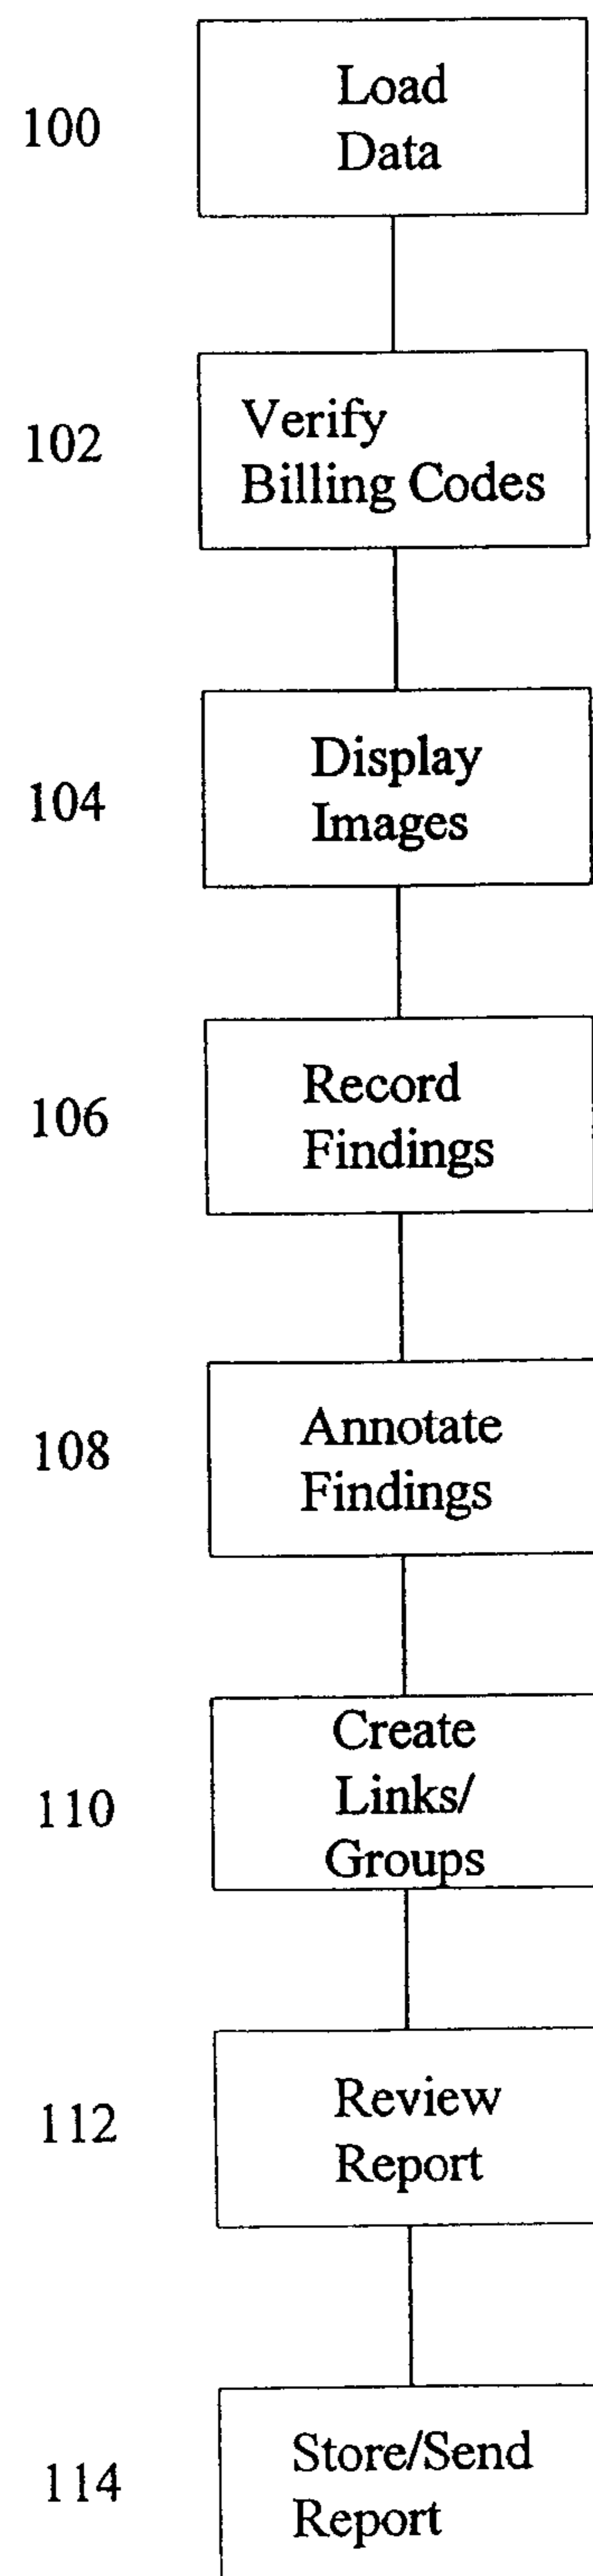 100
Load
Data
102
Verify
Billing Codes
104
Display
Images
106
Record
Findings
108
Annotate
Findings
110
Create
Links/
Groups
112
Review
Report
114
Store/Send
Report